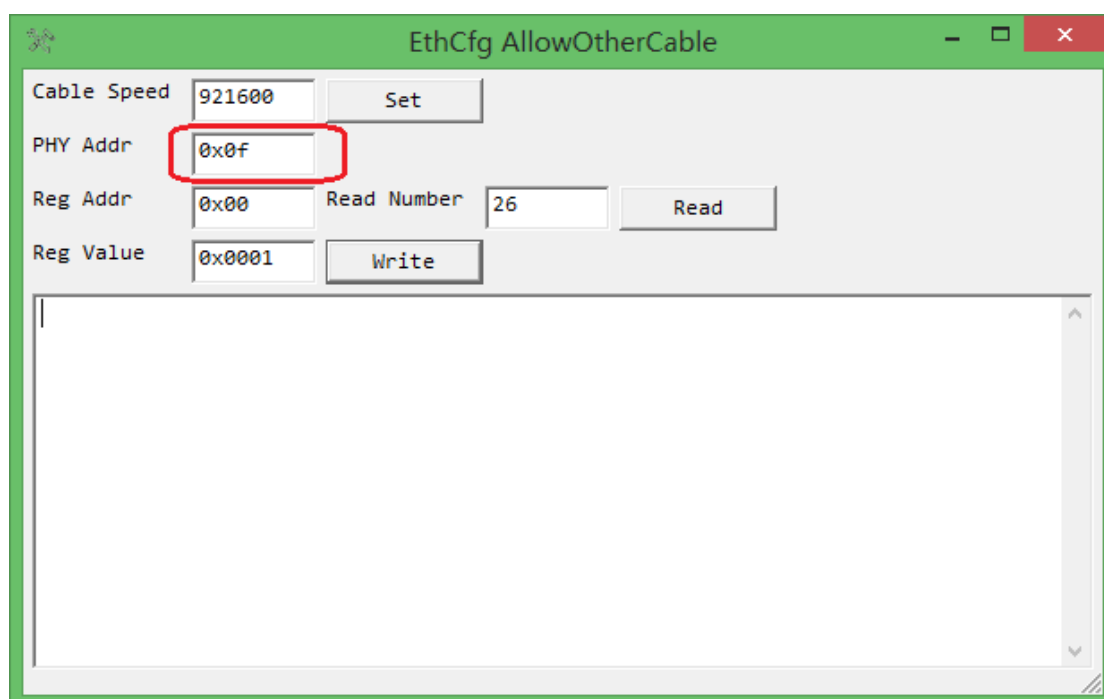 EthCfg AllowOtherCable
Cable Speed 921600 Set
PHY Addr 0x0f
Reg Addr 0x00 Read Number 26 Read
Reg Value 0x0001 Write